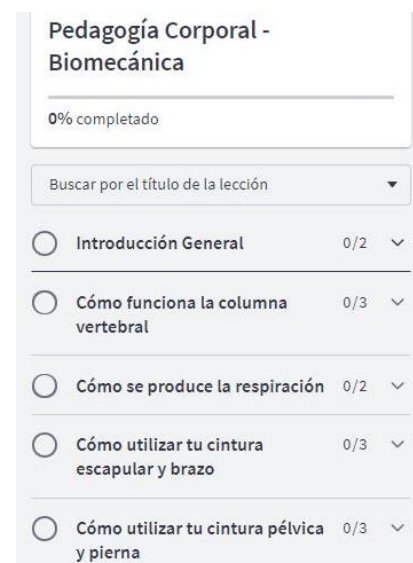 Pedagogía Corporal -
Biomecánica
0% completado
Buscar por el título de la lección
Introducción General 0/2
Cómo funciona la columna 0/3
vertebral
Cómo se produce la respiración 0/2
Cómo utilizar tu cintura 0/3
escapular y brazo
Cómo utilizar tu cintura pélvica 0/3
y pierna